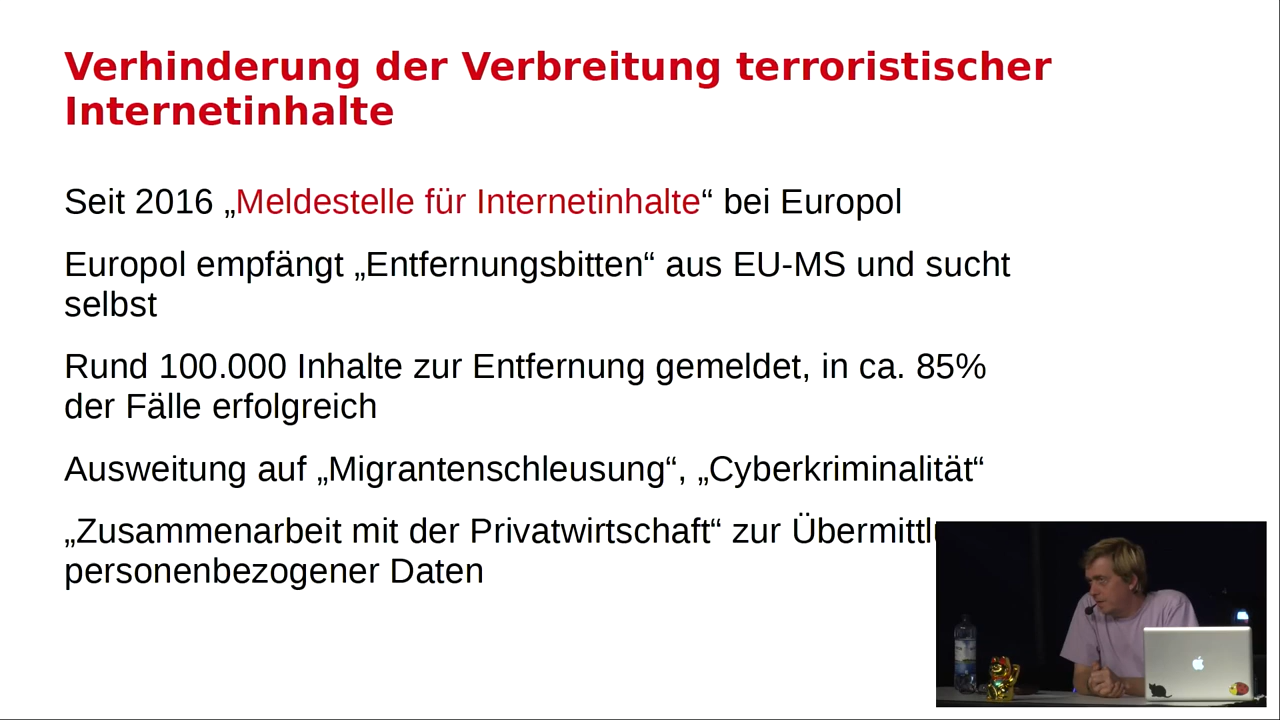 Verhinderung der Verbreitung terroristischer
Internetinhalte
Seit 2016 „Meldestelle für Internetinhalte“ bei Europol
Europol empfängt „Entfernungsbitten“ aus EU-MS und sucht
selbst
Rund 100.000 Inhalte zur Entfernung gemeldet, in ca. 85%
der Fälle erfolgreich
Ausweitung auf „Migrantenschleusung“, „Cyberkriminalität“
„Zusammenarbeit mit der Privatwirtschaft“ zur
personenbezogener Daten